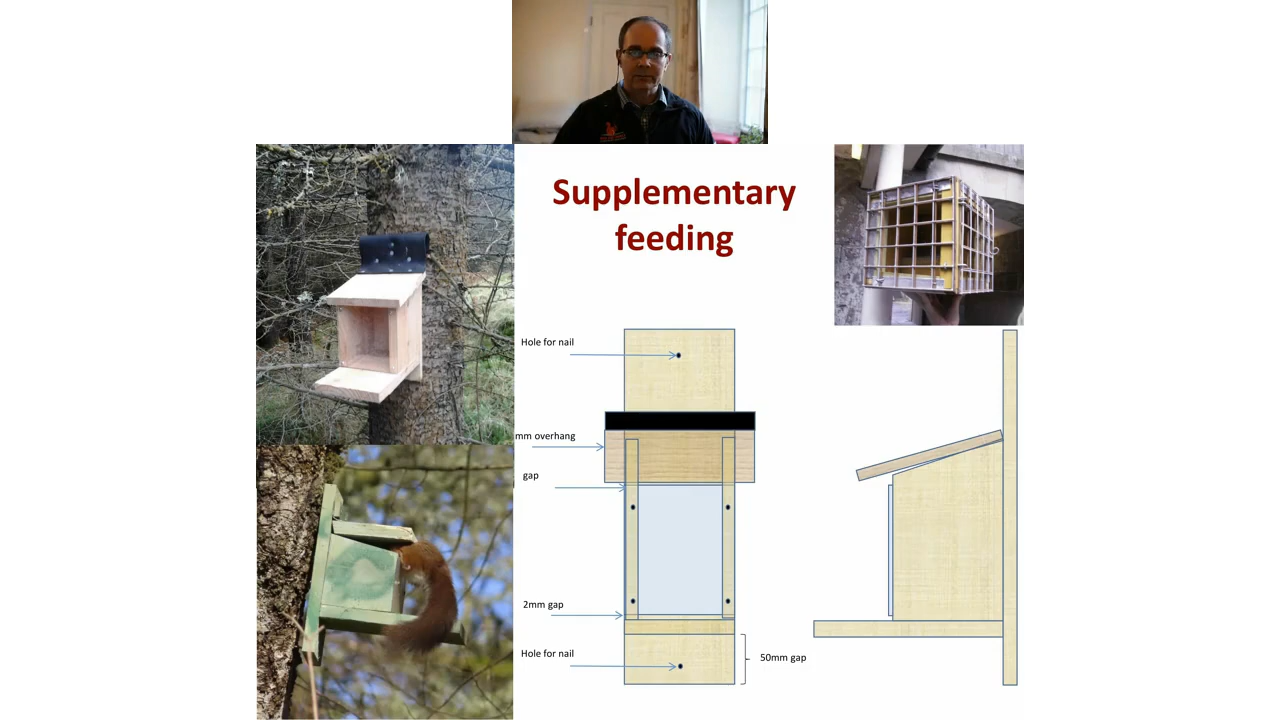 Supplementary
feeding
Hole for nail
mm overhang
gap
2mm gap
Hole for nail
50mm gap